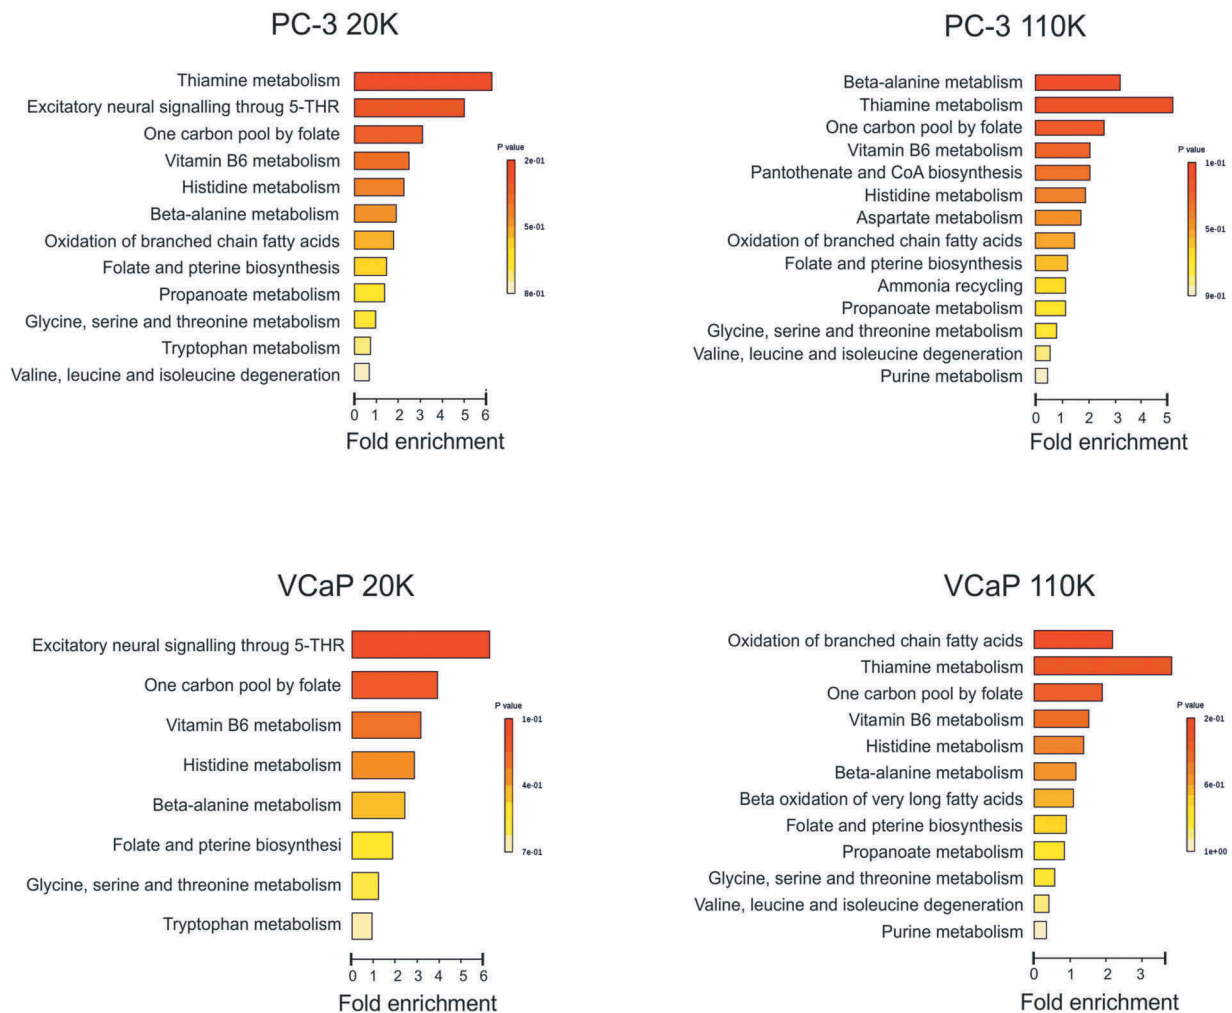 PC-3 20K
Thiamine metabolism
Excitatory neural signalling throug 5-THR
One carbon pool by folate
Vitamin B6 metabolism
Histidine metabolism
Beta-alanine metabolism
Oxidation of branched chain fatty acids
Folate and pterine biosynthesis
Propanoate metabolism
Glycine, serine and threonine metabolism
Tryptophan metabolism
Valine, leucine and isoleucine degeneration
P value
2e-01
5e-01
8e-01
0 1 2 3 4 5 6
Fold enrichment
PC-3 110K
Beta-alanine metablism
Thiamine metabolism
One carbon pool by folate
Vitamin B6 metabolism
Pantothenate and CoA biosynthesis
Histidine metabolism
Aspartate metabolism
Oxidation of branched chain fatty acids
Folate and pterine biosynthesis
Ammonia recycling
Propanoate metabolism
Glycine, serine and threonine metabolism
Valine, leucine and isoleucine degeneration
Purine metabolism
P value
1e-01
5e-01
9e-01
0 1 2 3 4 5
Fold enrichment
VCaP 20K
Excitatory neural signalling throug 5-THR
One carbon pool by folate
Vitamin B6 metabolism
Histidine metabolism
Beta-alanine metabolism
Folate and pterine biosynthesi
Glycine, serine and threonine metabolism
Tryptophan metabolism
P value
1e-01
4e-01
7e-01
0 1 2 3 4 5 6
Fold enrichment
VCaP 110K
Oxidation of branched chain fatty acids
Thiamine metabolism
One carbon pool by folate
Vitamin B6 metabolism
Histidine metabolism
Beta-alanine metabolism
Beta oxidation of very long fatty acids
Folate and pterine biosynthesis
Propanoate metabolism
Glycine, serine and threonine metabolism
Valine, leucine and isoleucine degeneration
Purine metabolism
P value
2e-01
6e-01
1e+00
0 1 2 3
Fold enrichment